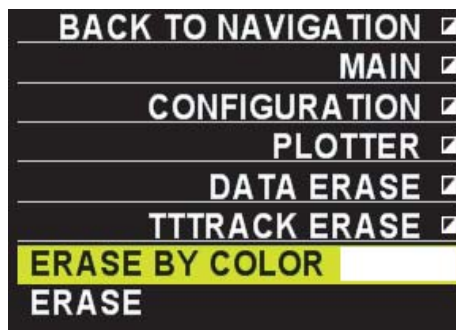 BACK TO NAVIGATION
MAIN
CONFIGURATION
PLOTTER
DATA ERASE
TTTRACK ERASE
ERASE BY COLOR
ERASE